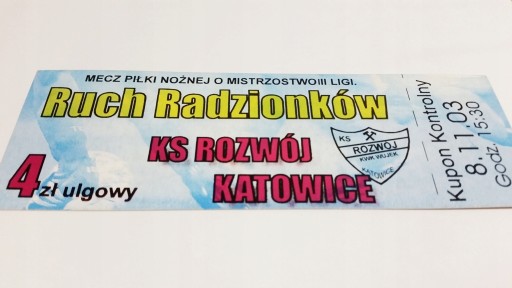 MECZ PIŁKI NOŻNEJ O MISTRZOSTWO III LIGI.
Ruch Radzionków
KS ROZWÓJ
KATOWICE
4 zł ulgowy
KS
ROZWÓJ
KWK WUJEK
KATOWICE
Kupon Kontrolny
8.11.03
Godz. 15:30